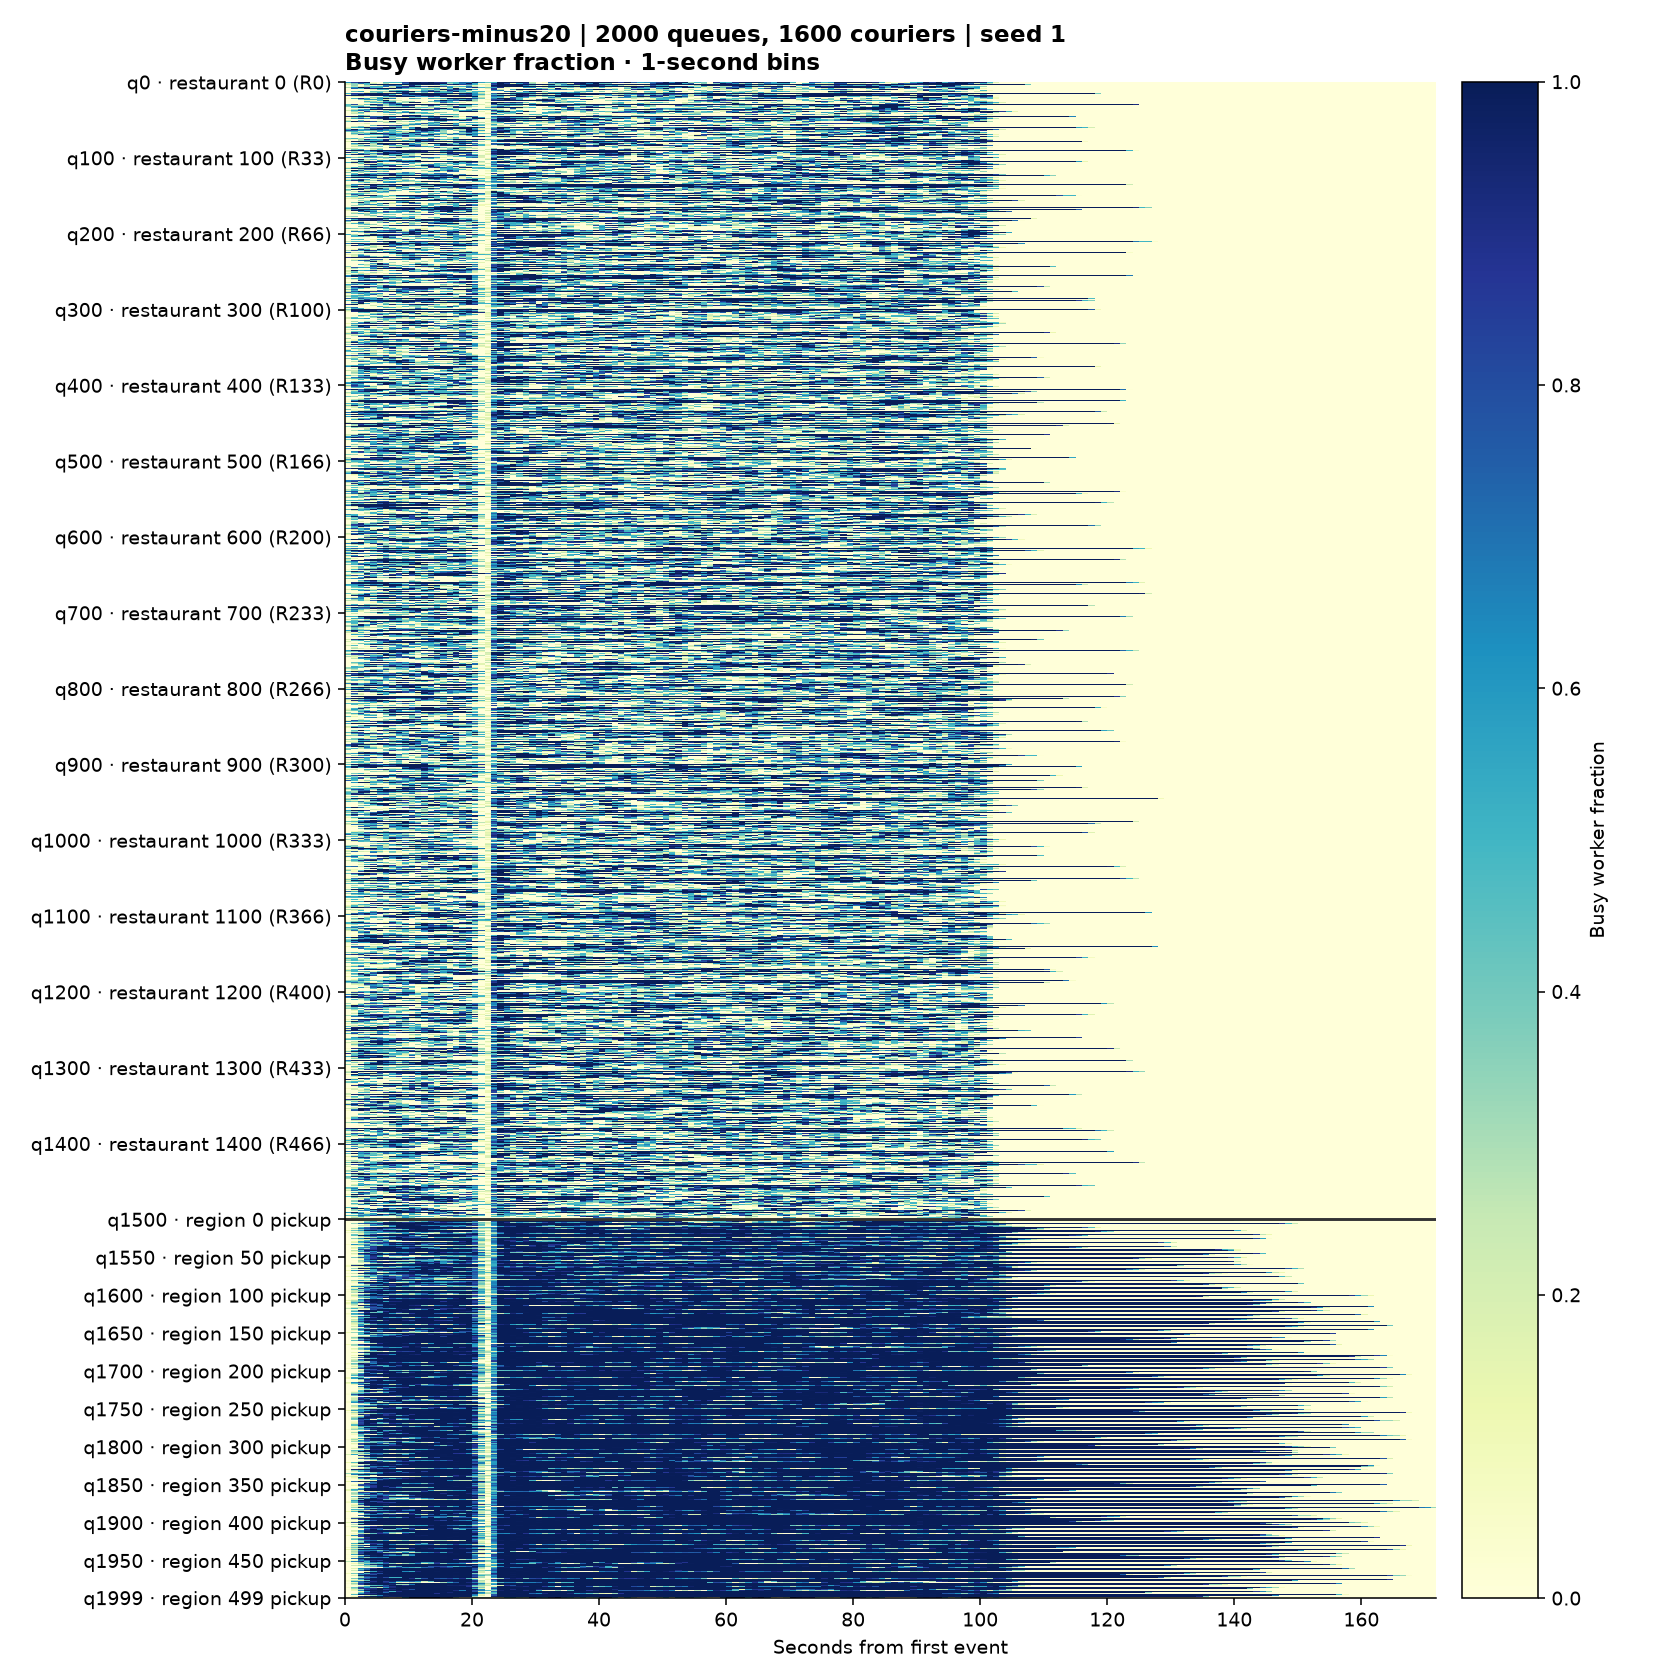 couriers-minus20 | 2000 queues, 1600 couriers | seed 1
Busy worker fraction · 1-second bins
q0 · restaurant 0 (R0)
q100 · restaurant 100 (R33)
q200 · restaurant 200 (R66)
q300 · restaurant 300 (R100)
q400 · restaurant 400 (R133)
q500 · restaurant 500 (R166)
q600 · restaurant 600 (R200)
q700 · restaurant 700 (R233)
q800 · restaurant 800 (R266)
q900 · restaurant 900 (R300)
q1000 · restaurant 1000 (R333)
q1100 · restaurant 1100 (R366)
q1200 · restaurant 1200 (R400)
q1300 · restaurant 1300 (R433)
q1400 · restaurant 1400 (R466)
q1500 · region 0 pickup
q1550 · region 50 pickup
q1600 · region 100 pickup
q1650 · region 150 pickup
q1700 · region 200 pickup
q1750 · region 250 pickup
q1800 · region 300 pickup
q1850 · region 350 pickup
q1900 · region 400 pickup
q1950 · region 450 pickup
q1999 · region 499 pickup
0 20 40 60 80 100 120 140 160
Seconds from first event
1.0
0.8
0.6
0.4
0.2
0.0
Busy worker fraction